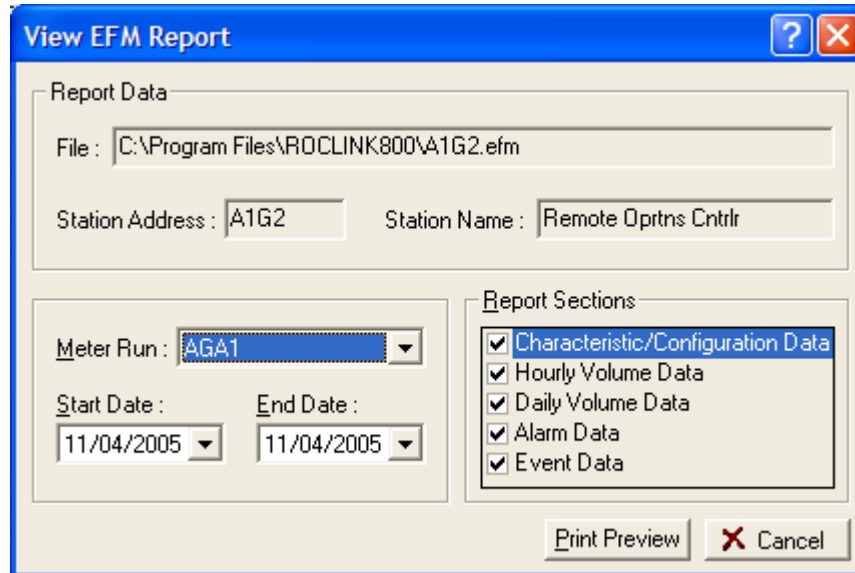 View EFM Report
Report Data
File : C:\Program Files\ROCLINK800\A1G2.efm
Station Address : A1G2 Station Name : Remote Oprtns Cntrlr
Meter Run : AGA1
Start Date : End Date :
11/04/2005 11/04/2005
Report Sections
Characteristic/Configuration Data
Hourly Volume Data
Daily Volume Data
Alarm Data
Event Data
Print Preview Cancel